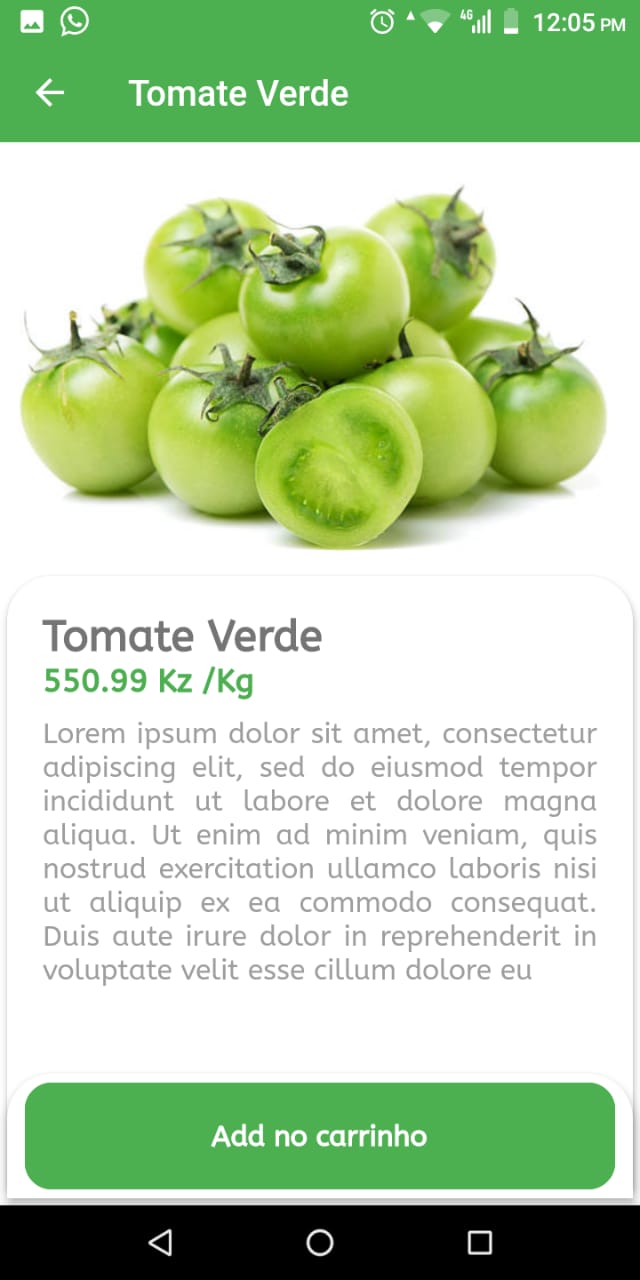 4G 12:05 PM
Tomate Verde
Tomate Verde
550.99 Kz /Kg
Lorem ipsum dolor sit amet, consectetur
adipiscing elit, sed do eiusmod tempor
incididunt ut labore et dolore magna
aliqua. Ut enim ad minim veniam, quis
nostrud exercitation ullamco laboris nisi
ut aliquip ex ea commodo consequat.
Duis aute irure dolor in reprehenderit in
voluptate velit esse cillum dolore eu
Add no carrinho